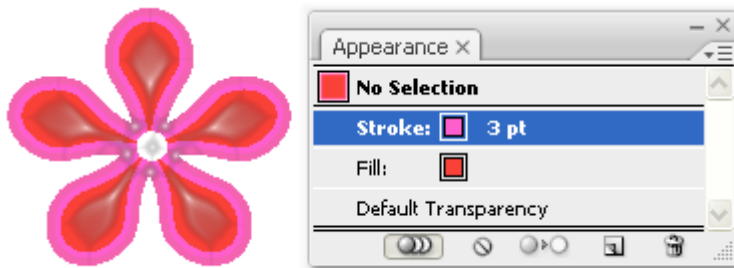 Appearance ×
No Selection
Stroke: 3 pt
Fill:
Default Transparency